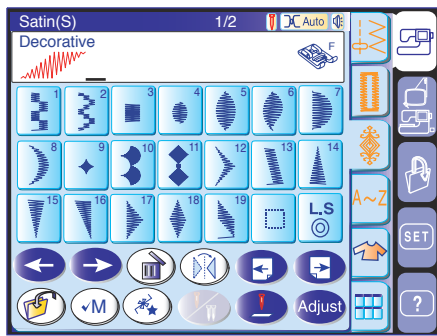 Satin(S) 1/2 Auto
Decorative F
1 2 3 4 5 6 7
8 9 10 11 12 13 14
15 16 17 18 19 L.S
A~Z
SET
M Adjust ?